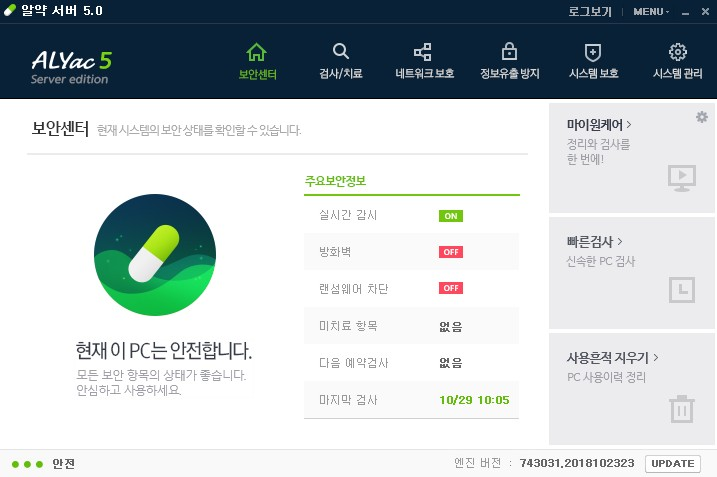 알약 서버 5.0
로그보기
MENU
ALYac 5
Server edition
보안센터
검사/치료
네트워크 보호
정보유출 방지
시스템 보호
시스템 관리
보안센터 현재 시스템의 보안 상태를 확인할 수 있습니다.
주요보안정보
실시간 감시 ON
방화벽 OFF
랜섬웨어 차단 OFF
미치료 항목 없음
다음 예약검사 없음
마지막 검사 10/29 10:05
현재 이 PC는 안전합니다.
모든 보안 항목의 상태가 좋습니다.
안심하고 사용하세요.
마이원케어 >
정리와 검사를
한 번에!
빠른검사 >
신속한 PC 검사
사용흔적 지우기 >
PC 사용이력 정리
안전
엔진 버전 : 743031.2018102323
UPDATE